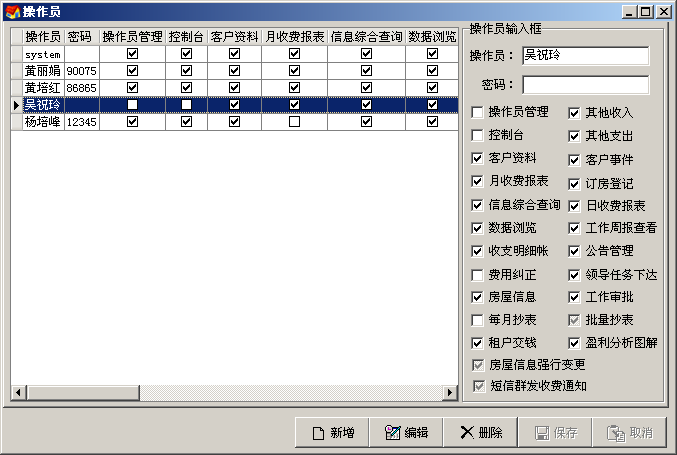 操作员
操作员 密码 操作员管理 控制台 客户资料 月收费报表 信息综合查询 数据浏览
system
黄丽娟 90075
黄培红 86865
吴祝玲
杨培峰 12345
操作员输入框
操作员： 吴祝玲
密码：
操作员管理 其他收入
控制台 其他支出
客户资料 客户事件
月收费报表 订房登记
信息综合查询 日收费报表
数据浏览 工作周报查看
收支明细帐 公告管理
费用纠正 领导任务下达
房屋信息 工作审批
每月抄表 批量抄表
租户交钱 盈利分析图解
房屋信息强行变更
短信群发收费通知
新增 编辑 删除 保存 取消